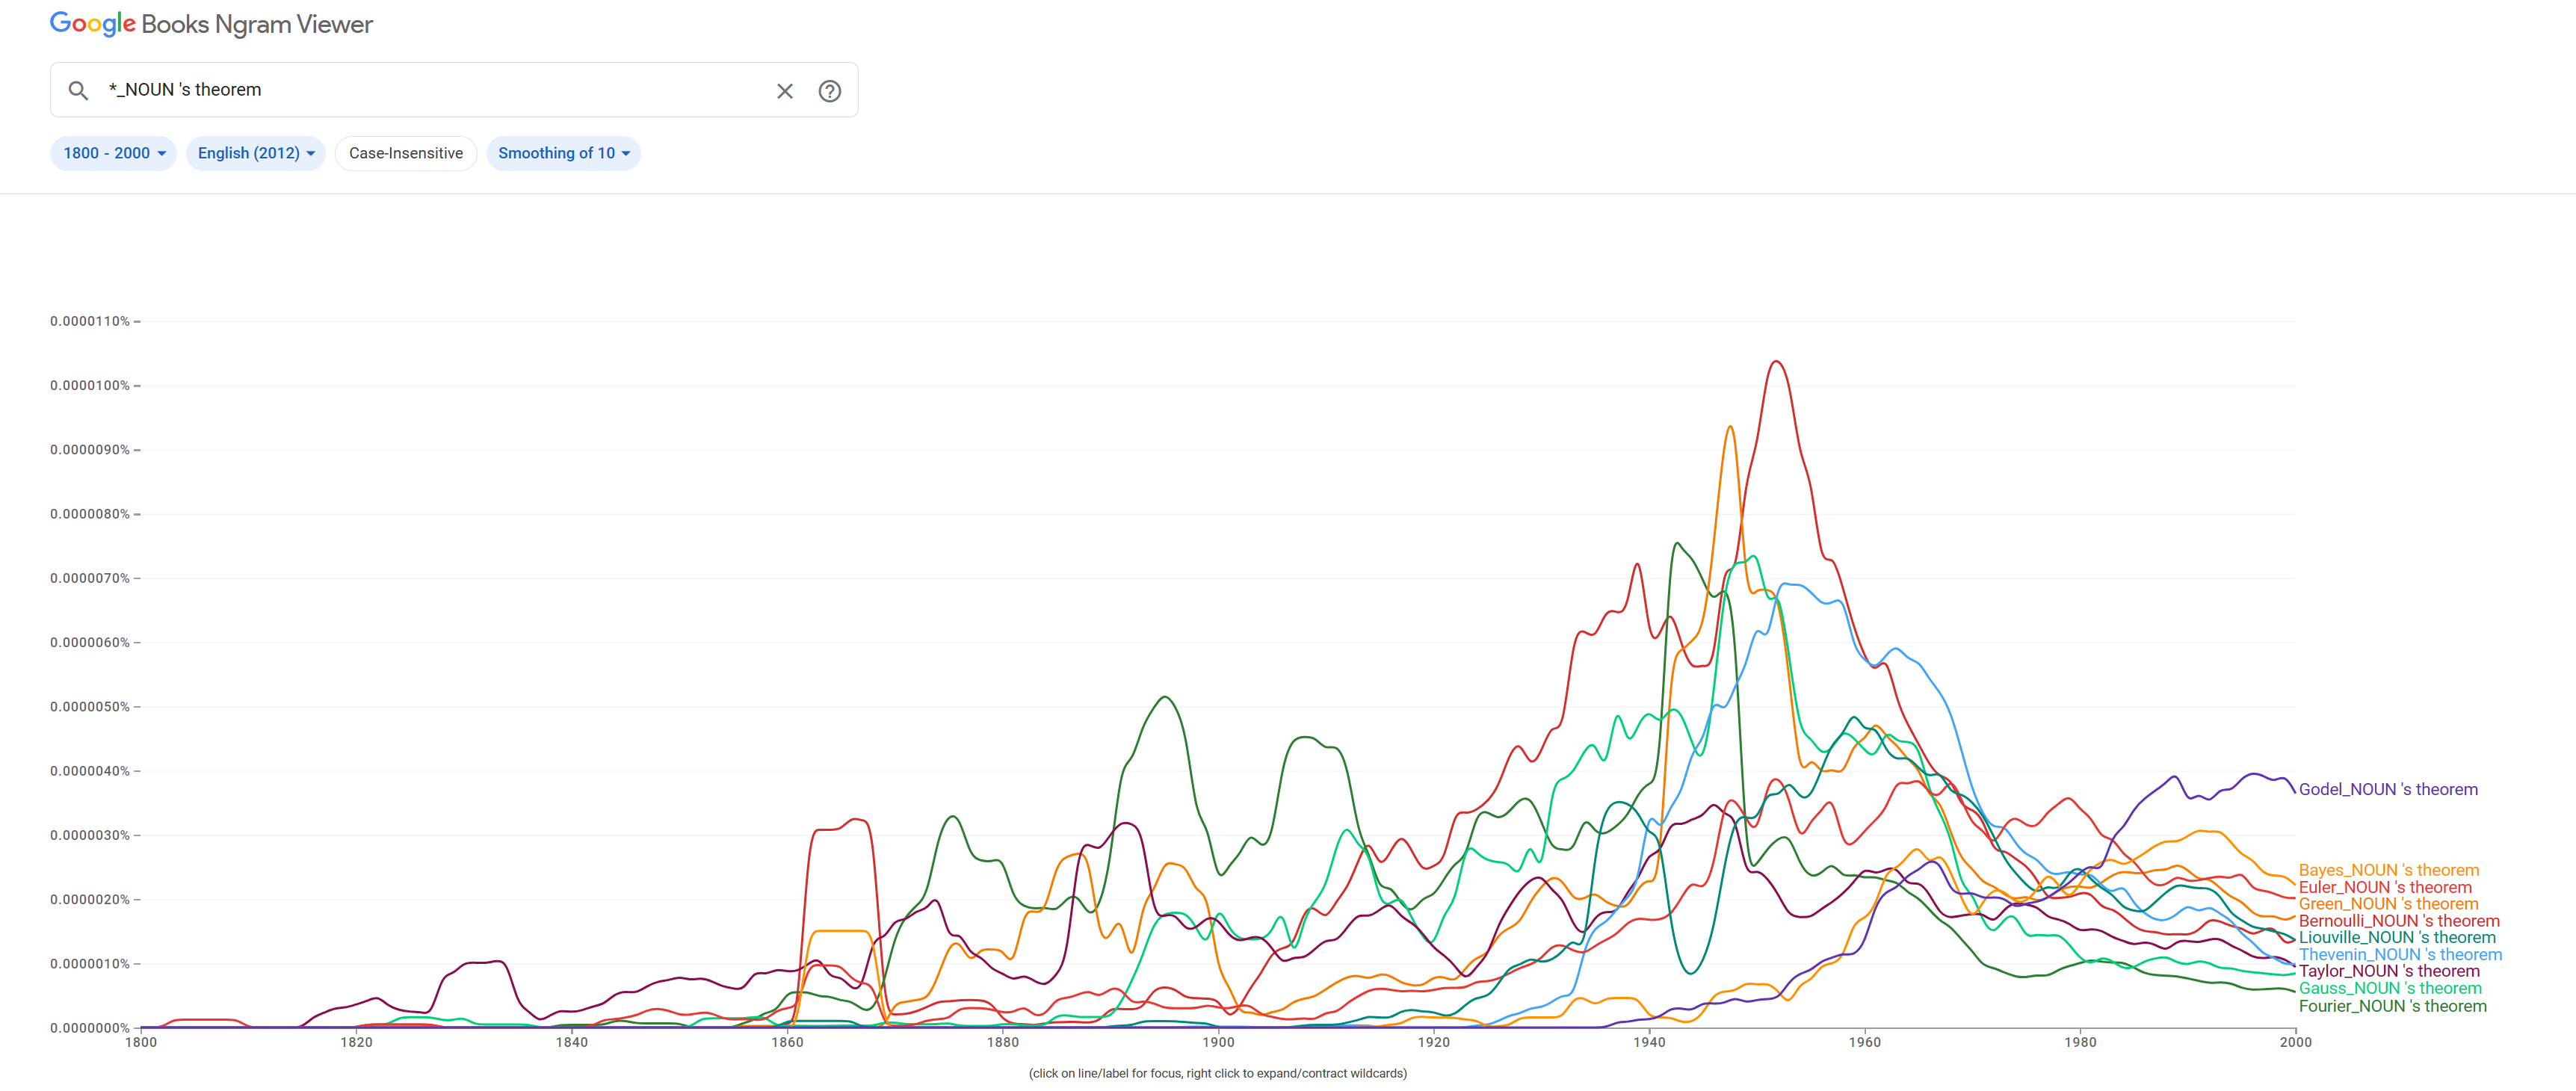 Google Books Ngram Viewer
*_NOUN 's theorem
1800 - 2000
English (2012)
Case-Insensitive
Smoothing of 10
0.0000110%
0.0000100%
0.0000090%
0.0000080%
0.0000070%
0.0000060%
0.0000050%
0.0000040%
0.0000030%
0.0000020%
0.0000010%
0.0000000%
Godel_NOUN 's theorem
Bayes_NOUN 's theorem
Euler_NOUN 's theorem
Green_NOUN 's theorem
Bernoulli_NOUN 's theorem
Liouville_NOUN 's theorem
Thevenin_NOUN 's theorem
Taylor_NOUN 's theorem
Gauss_NOUN 's theorem
Fourier_NOUN 's theorem
1800 1820 1840 1860 1880 1900 1920 1940 1960 1980 2000
(click on line/label for focus, right click to expand/contract wildcards)